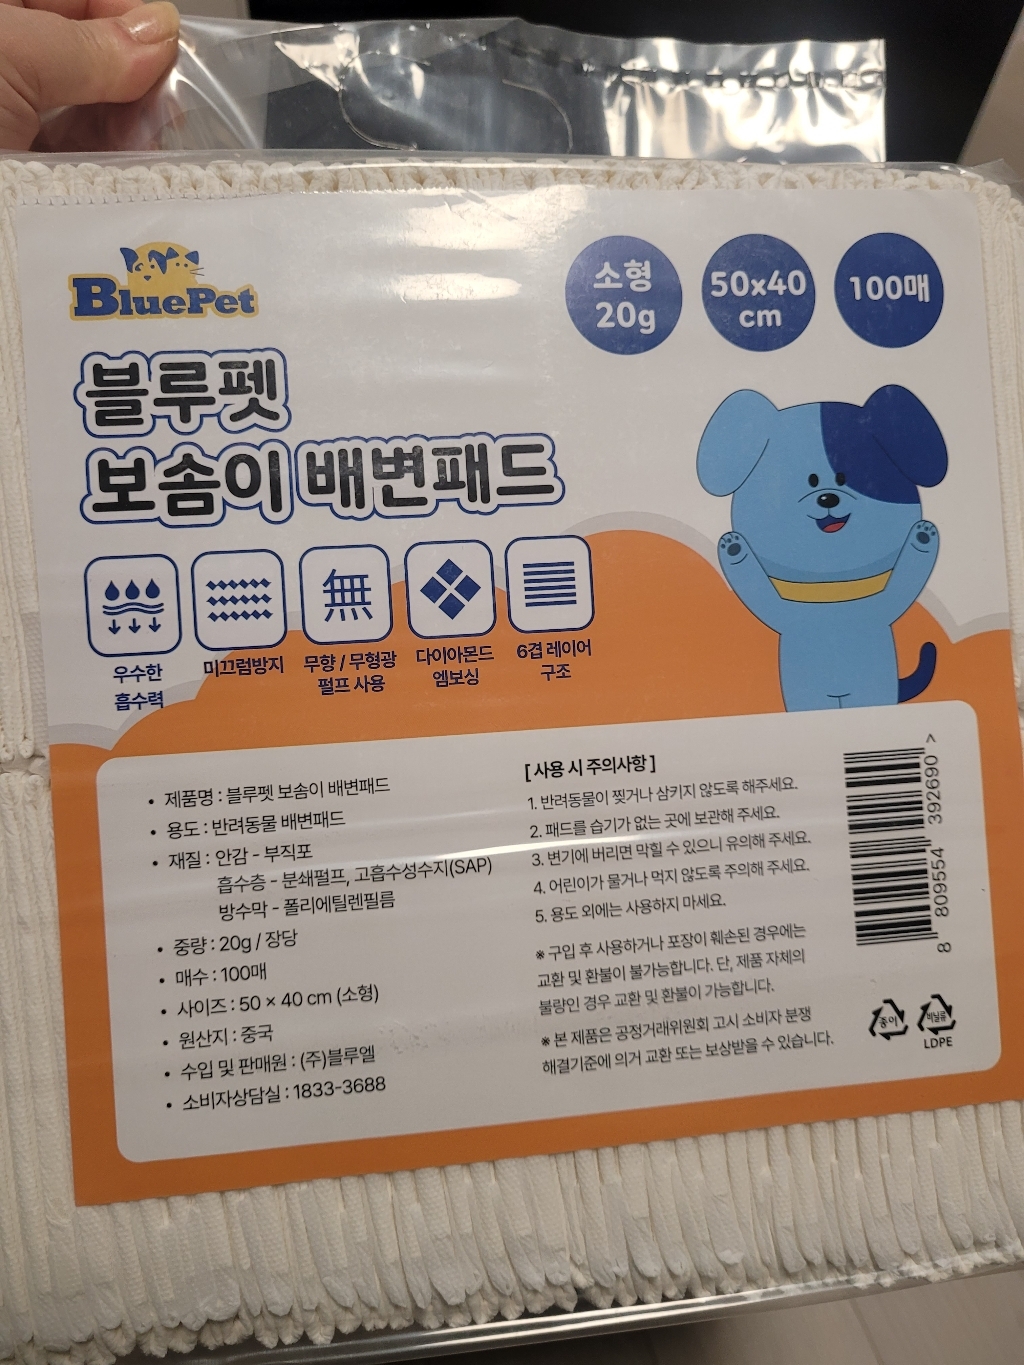 BluePet
소형
20g
50x40
cm
100매
블루펫
보솜이 배변패드
우수한
흡수력
미끄럼방지
無
무향 / 무형광
펄프 사용
다이아몬드
엠보싱
6겹 레이어
구조
• 제품명 : 블루펫 보솜이 배변패드
• 용도 : 반려동물 배변패드
• 재질 : 안감 - 부직포
흡수층 - 분쇄펄프, 고흡수성수지(SAP)
방수막 - 폴리에틸렌필름
• 중량 : 20g / 장당
• 매수 : 100매
• 사이즈 : 50 × 40 cm (소형)
• 원산지 : 중국
• 수입 및 판매원 : (주)블루엘
• 소비자상담실 : 1833-3688
[ 사용 시 주의사항 ]
1. 반려동물이 찢거나 삼키지 않도록 해주세요.
2. 패드를 습기가 없는 곳에 보관해 주세요.
3. 변기에 버리면 막힐 수 있으니 유의해 주세요.
4. 어린이가 물거나 먹지 않도록 주의해 주세요.
5. 용도 외에는 사용하지 마세요.
※ 구입 후 사용하거나 포장이 훼손된 경우에는
교환 및 환불이 불가능합니다. 단, 제품 자체의
불량인 경우 교환 및 환불이 가능합니다.
※ 본 제품은 공정거래위원회 고시 소비자 분쟁
해결기준에 의거 교환 또는 보상받을 수 있습니다.
8 809554 392690 >
종이
비닐류
LDPE